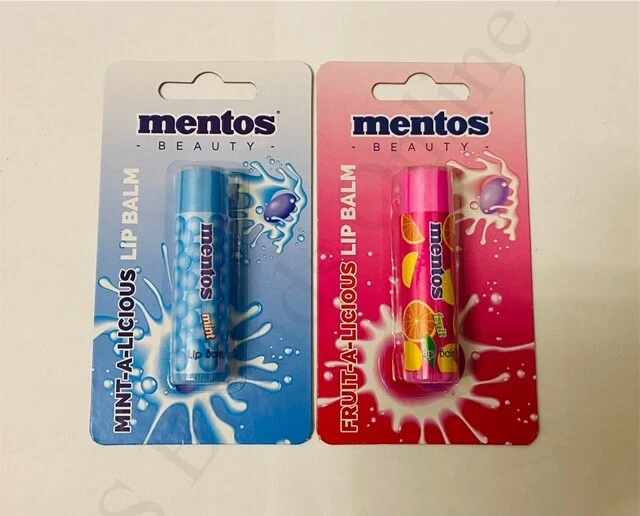 mentos
- BEAUTY -
MINT-A-LICIOUS LIP BALM
mentos
mint
Lip Balm
mentos
- BEAUTY -
FRUIT-A-LICIOUS LIP BALM
mentos
fruit
Lip Balm